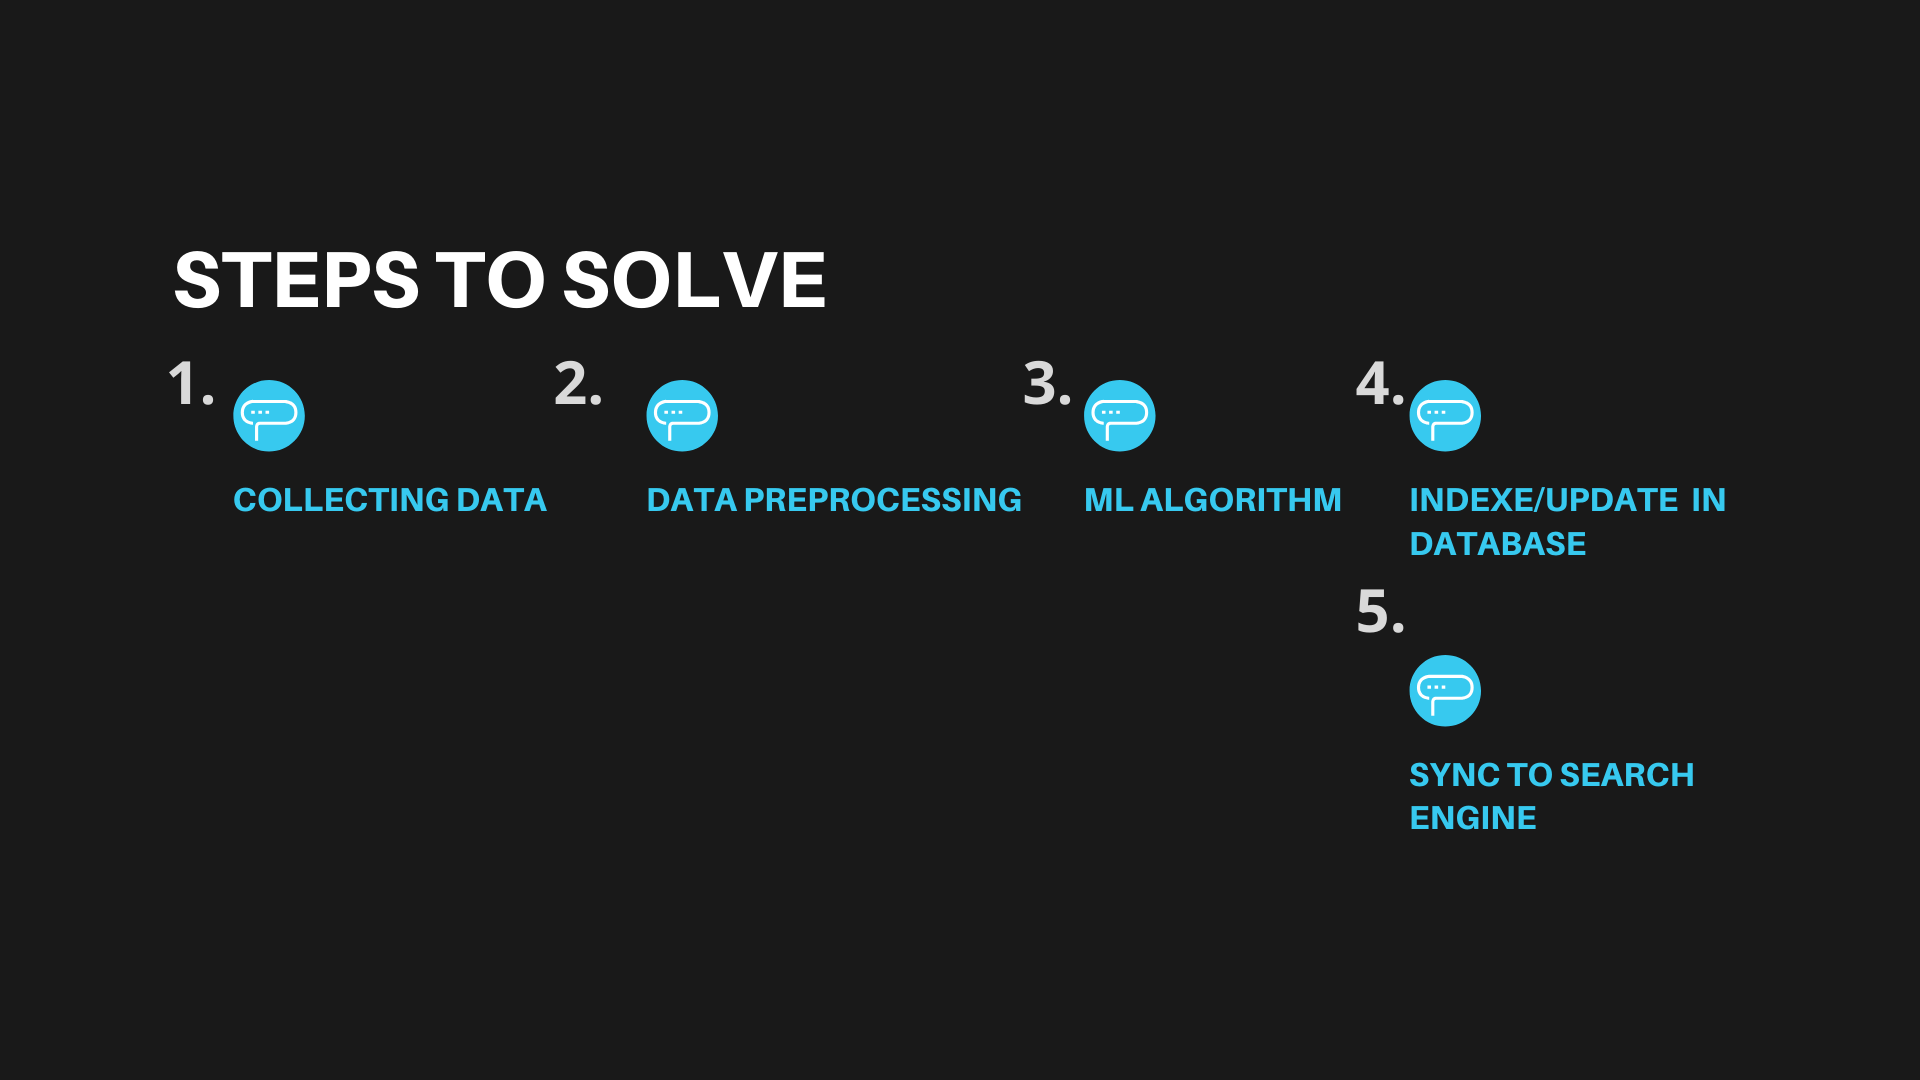 STEPS TO SOLVE
1.
COLLECTING DATA
2.
DATA PREPROCESSING
3.
ML ALGORITHM
4.
INDEXE/UPDATE  IN
DATABASE
5.
SYNC TO SEARCH
ENGINE